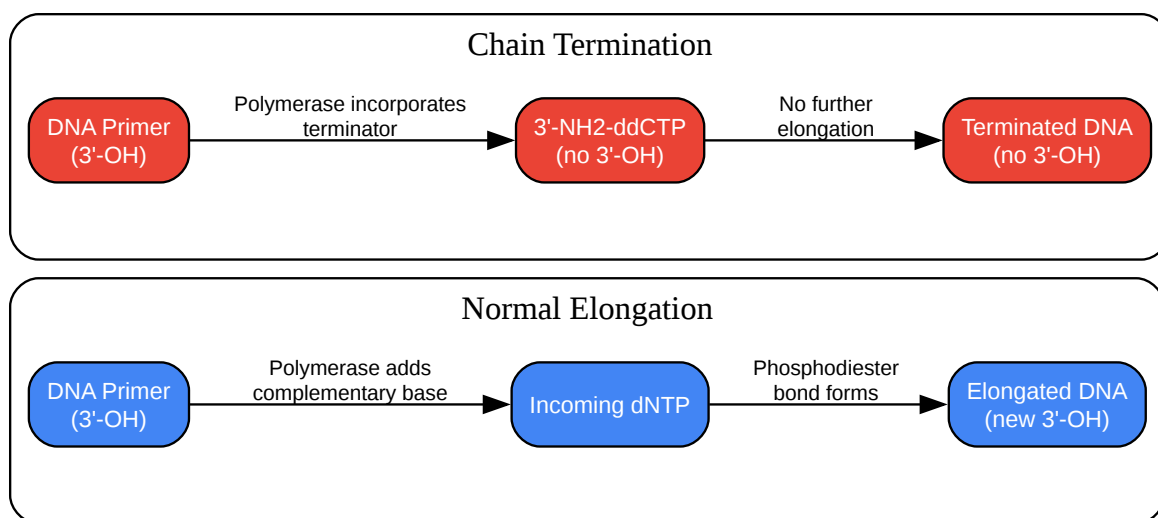 Chain Termination
DNA Primer
(3'-OH)
Polymerase incorporates
terminator
3'-NH2-ddCTP
(no 3'-OH)
No further
elongation
Terminated DNA
(no 3'-OH)
Normal Elongation
DNA Primer
(3'-OH)
Polymerase adds
complementary base
Incoming dNTP
Phosphodiester
bond forms
Elongated DNA
(new 3'-OH)